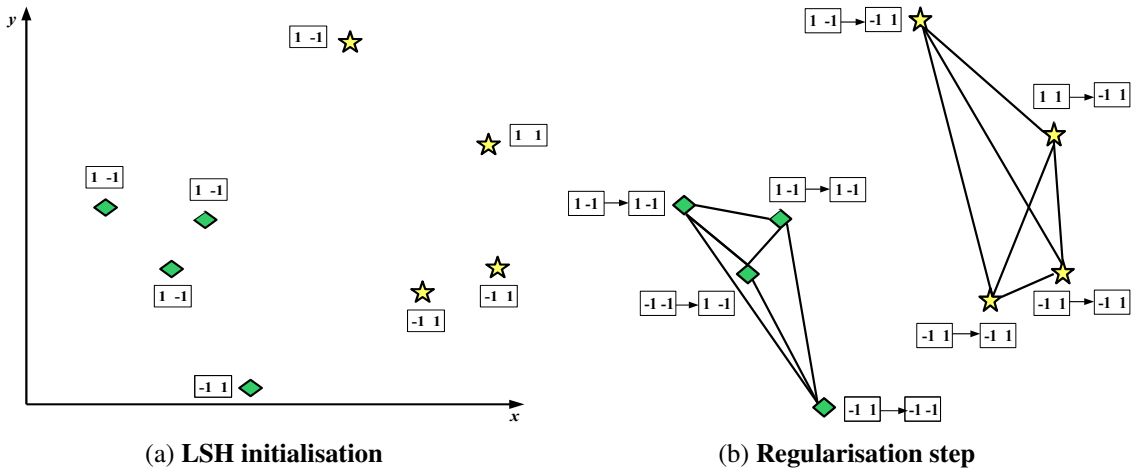 y
1 -1
1 1
1 -1
1 -1
1 -1
-1 1
-1 1
-1 1
x
(a) LSH initialisation
1 -1 -1 1
1 1 -1 1
1 -1 1 -1
1 -1 1 -1
-1 -1 1 -1
-1 1 -1 1
-1 1 -1 1
-1 1 -1 -1
(b) Regularisation step